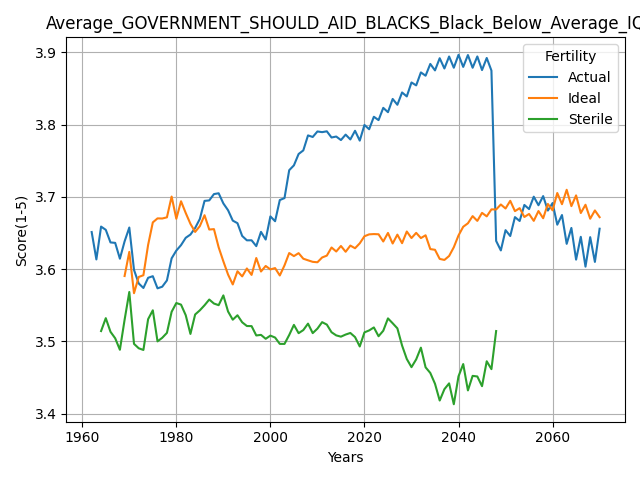 Average_GOVERNMENT_SHOULD_AID_BLACKS_Black_Below_Average_IQ
Fertility
Actual
Ideal
Sterile
Score(1-5)
3.9
3.8
3.7
3.6
3.5
3.4
1960 1980 2000 2020 2040 2060
Years